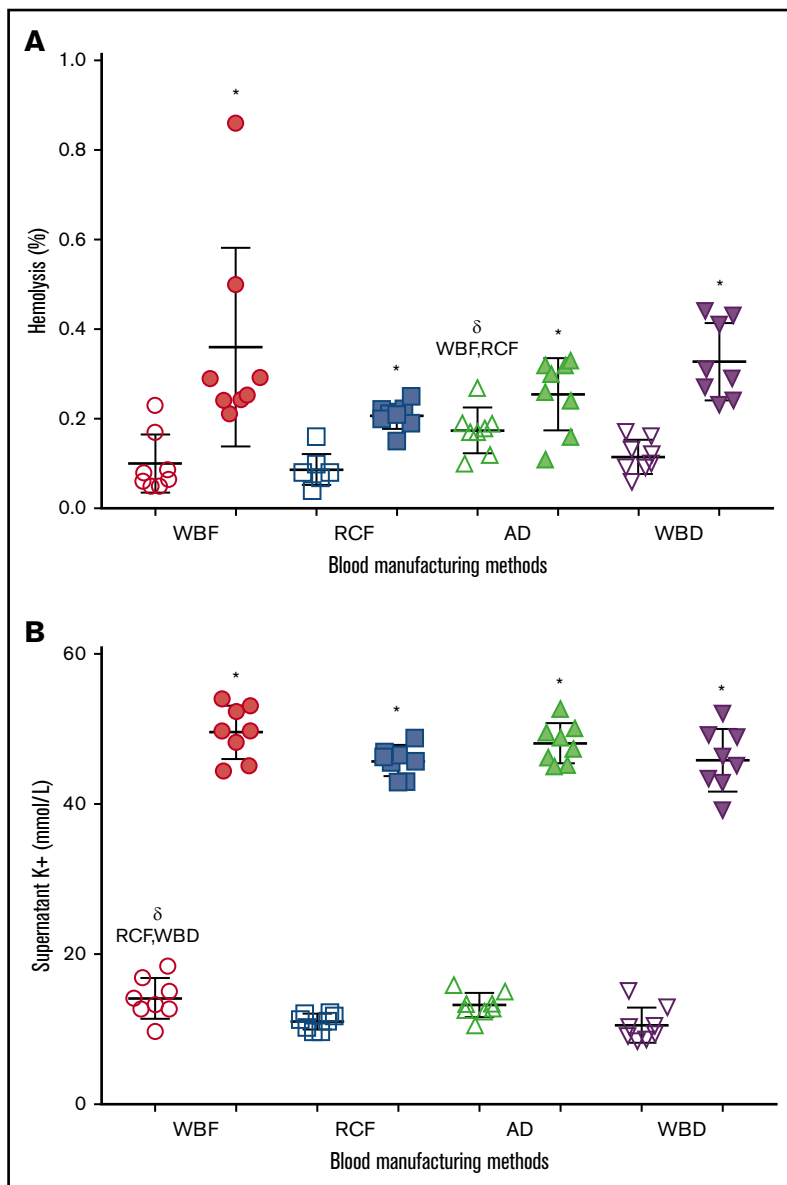 A
1.0
*
0.8
0.6
*
δ
WBF,RCF
*
0.4
*
0.2
0.0
Hemolysis (%)
WBF RCF AD WBD
Blood manufacturing methods
B
60
*
*
*
*
40
Supernatant K+ (mmol/L)
δ
RCF,WBD
20
0
WBF RCF AD WBD
Blood manufacturing methods